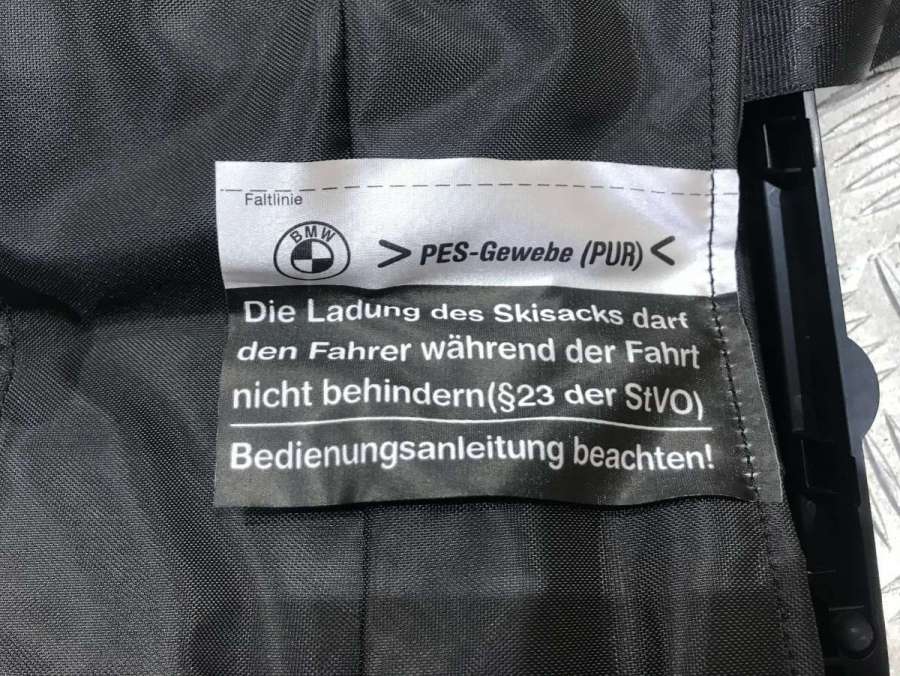 Faltlinie
BMW
> PES-Gewebe (PUR) <
Die Ladung des Skisacks darf
den Fahrer während der Fahrt
nicht behindern(§23 der StVO)
Bedienungsanleitung beachten!